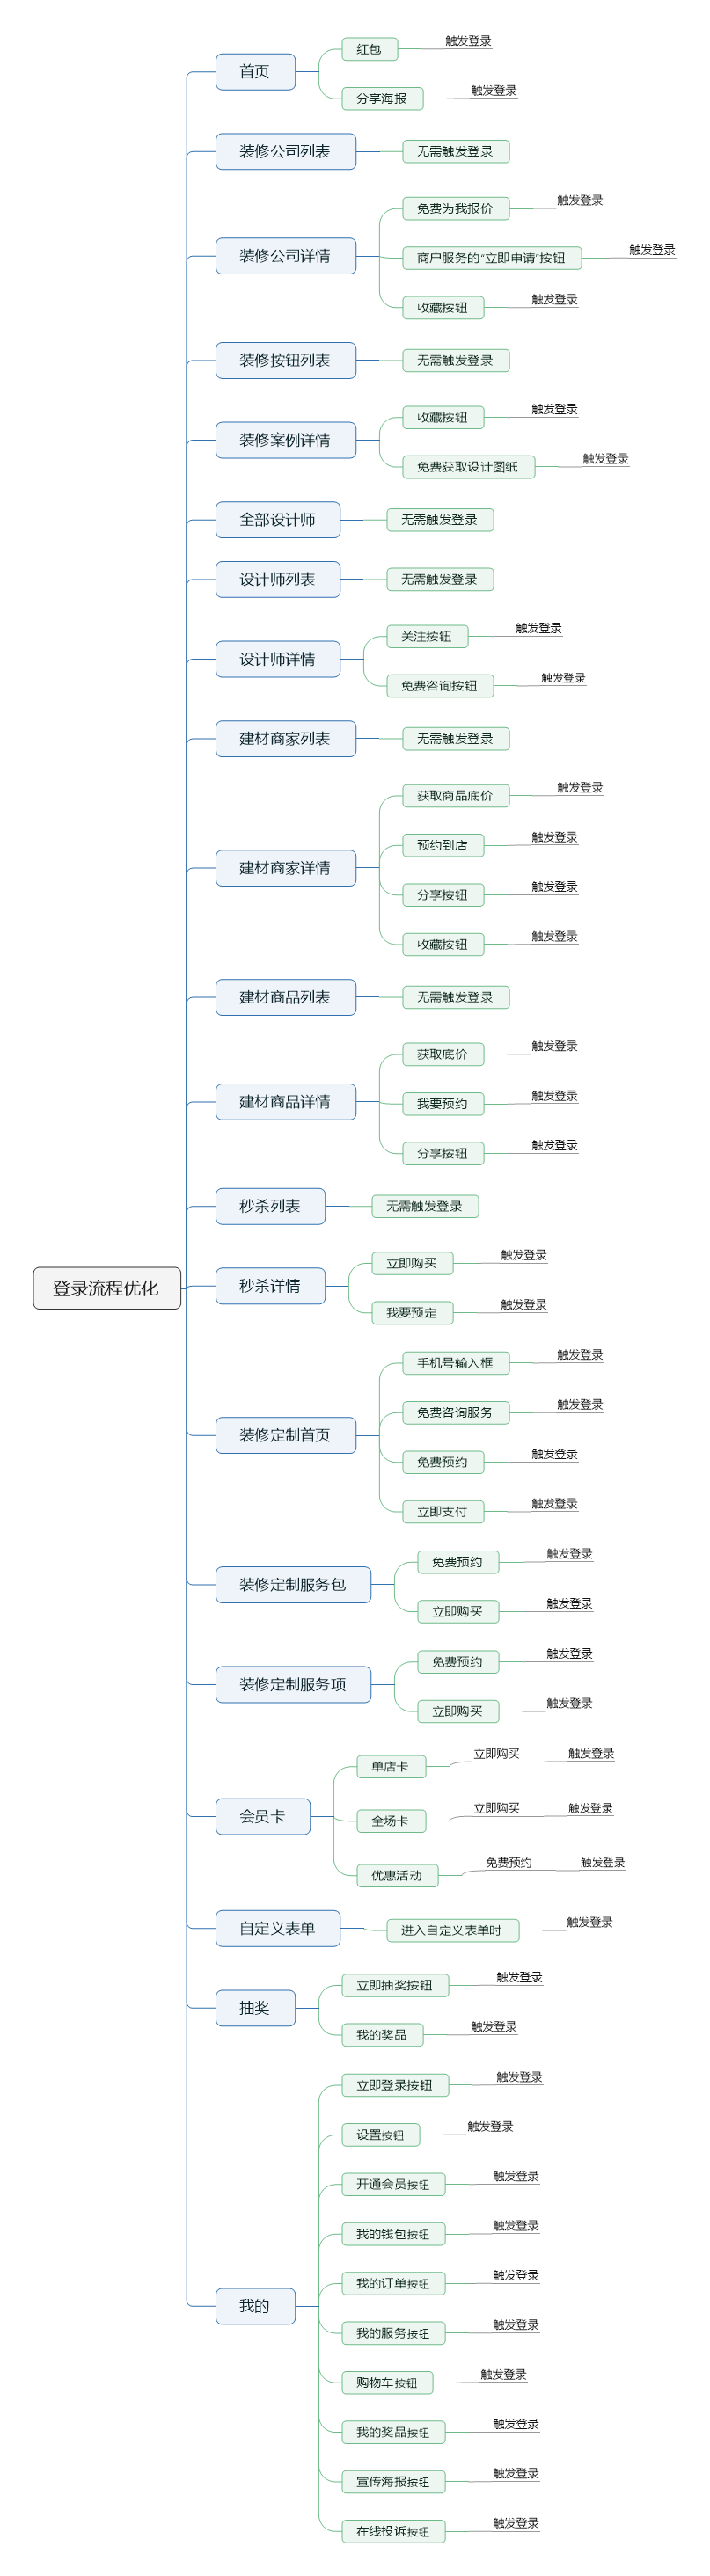 登录流程优化
首页
红包
触发登录
分享海报
触发登录
装修公司列表
无需触发登录
装修公司详情
免费为我报价
触发登录
商户服务的“立即申请”按钮
触发登录
收藏按钮
触发登录
装修按钮列表
无需触发登录
装修案例详情
收藏按钮
触发登录
免费获取设计图纸
触发登录
全部设计师
无需触发登录
设计师列表
无需触发登录
设计师详情
关注按钮
触发登录
免费咨询按钮
触发登录
建材商家列表
无需触发登录
建材商家详情
获取商品底价
触发登录
预约到店
触发登录
分享按钮
触发登录
收藏按钮
触发登录
建材商品列表
无需触发登录
建材商品详情
获取底价
触发登录
我要预约
触发登录
分享按钮
触发登录
秒杀列表
无需触发登录
秒杀详情
立即购买
触发登录
我要预定
触发登录
装修定制首页
手机号输入框
触发登录
免费咨询服务
触发登录
免费预约
触发登录
立即支付
触发登录
装修定制服务包
免费预约
触发登录
立即购买
触发登录
装修定制服务项
免费预约
触发登录
立即购买
触发登录
会员卡
单店卡
立即购买
触发登录
全场卡
立即购买
触发登录
优惠活动
免费预约
触发登录
自定义表单
进入自定义表单时
触发登录
抽奖
立即抽奖按钮
触发登录
我的奖品
触发登录
我的
立即登录按钮
触发登录
设置按钮
触发登录
开通会员按钮
触发登录
我的钱包按钮
触发登录
我的订单按钮
触发登录
我的服务按钮
触发登录
购物车按钮
触发登录
我的奖品按钮
触发登录
宣传海报按钮
触发登录
在线投诉按钮
触发登录